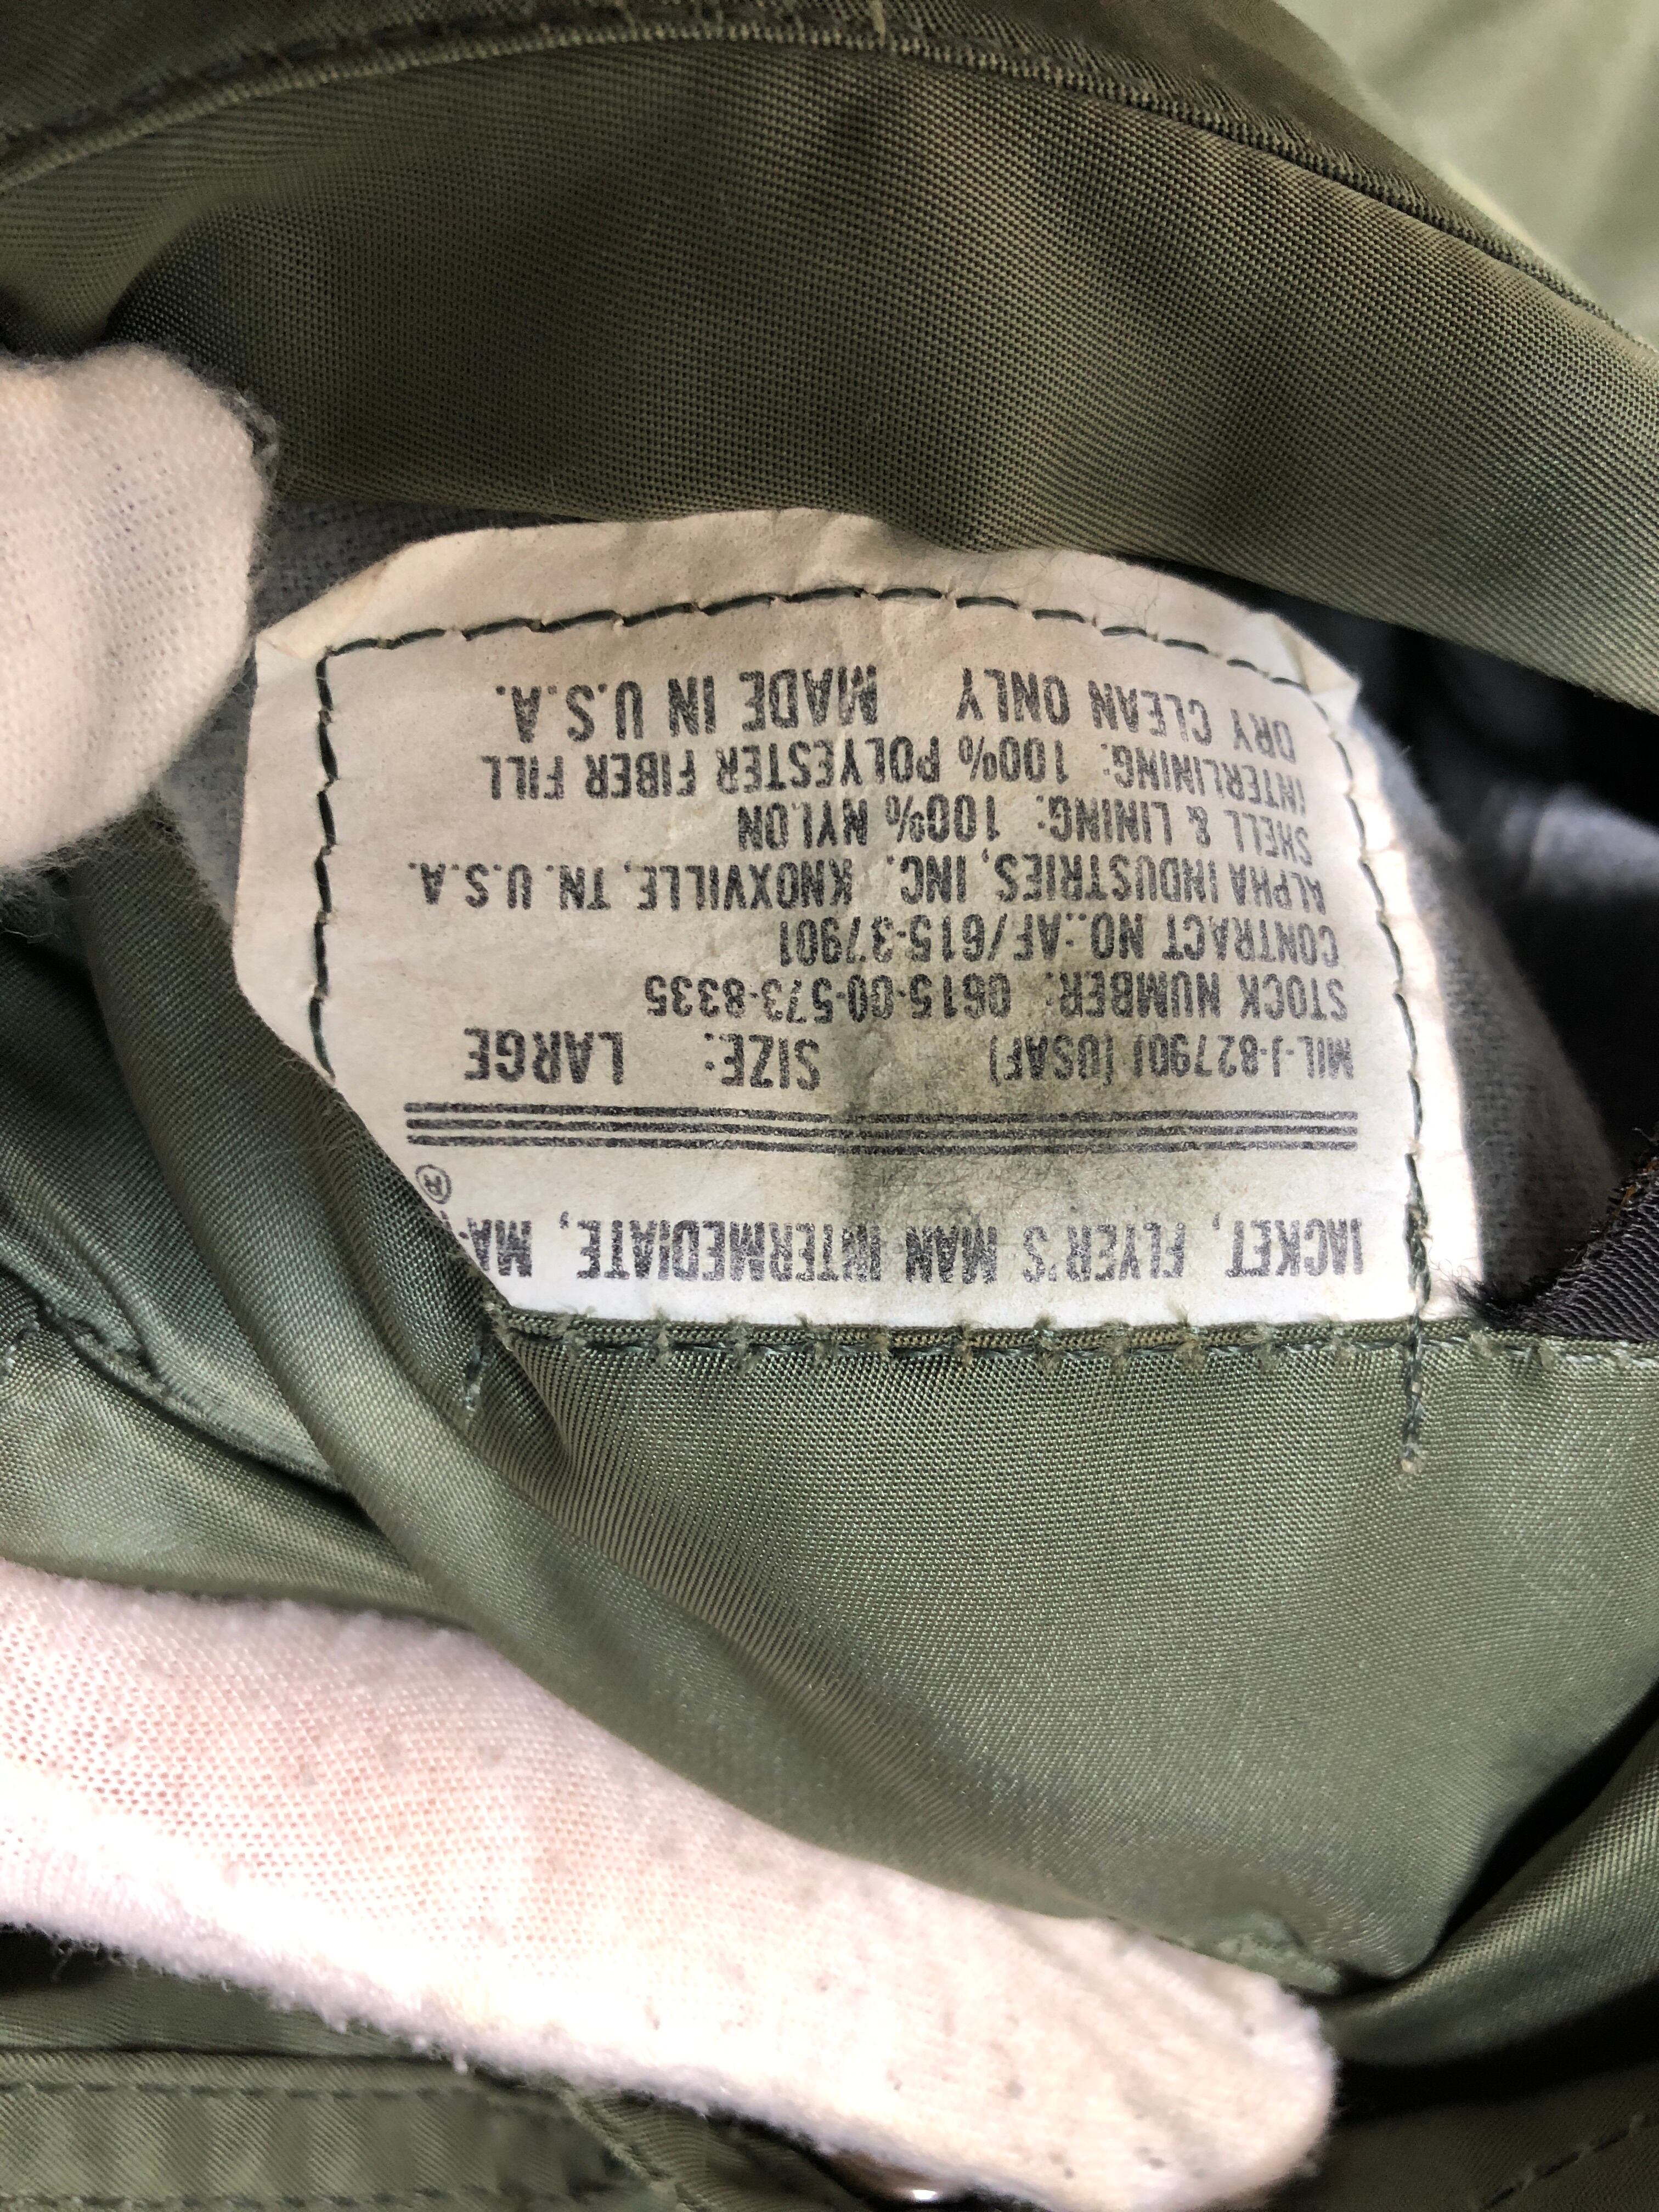 JACKET, FLYER'S MAN INTERMEDIATE, MA-
®
MIL-J-8279DJ (USAF) SIZE: LARGE
STOCK NUMBER: 0615-00-573-8335
CONTRACT NO.:AF/615-37901
ALPHA INDUSTRIES, INC. KNOXVILLE, TN. U.S.A.
SHELL & LINING: 100% NYLON
INTERLINING: 100% POLYESTER FIBER FILL
DRY CLEAN ONLY MADE IN U.S.A.